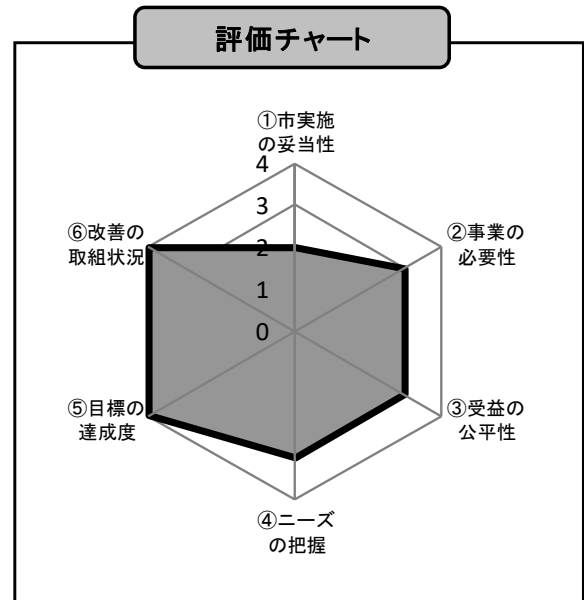 評価チャート
①市実施
の妥当性
4
3
2
1
0
②事業の
必要性
③受益の
公平性
④ニーズ
の把握
⑤目標の
達成度
⑥改善の
取組状況